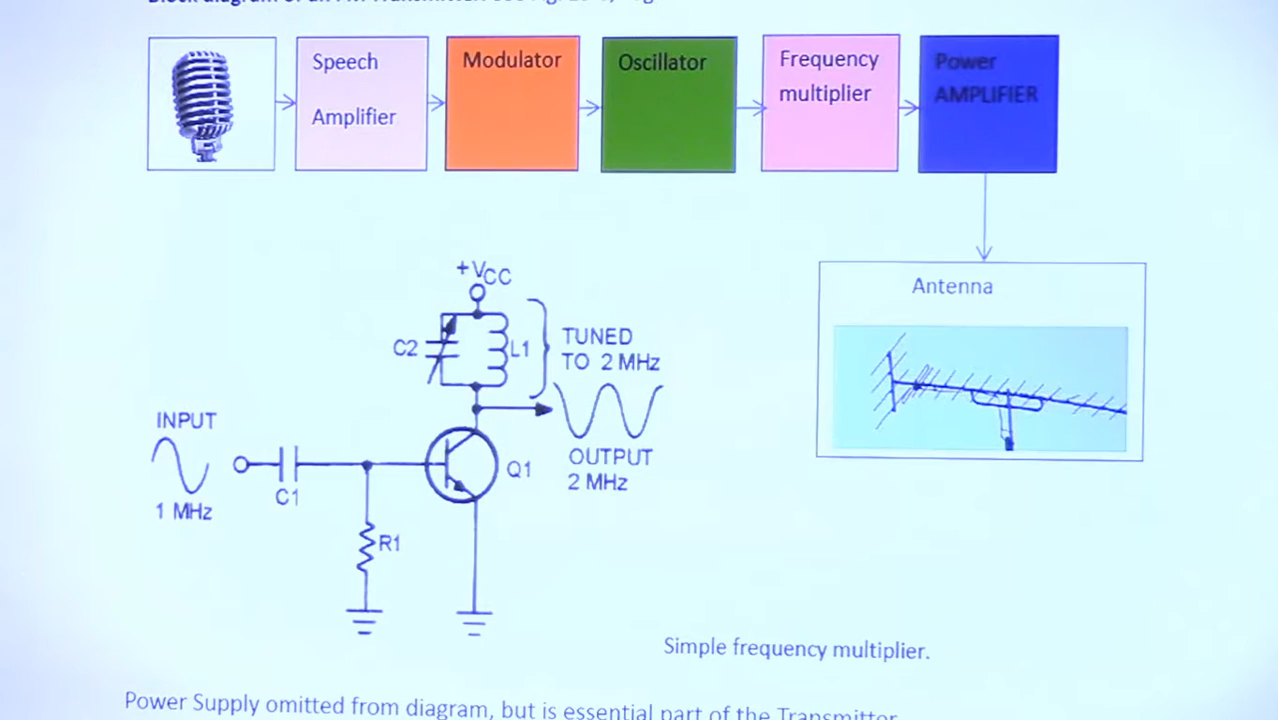 Speech
Amplifier
Modulator
Oscillator
Frequency
multiplier
Power
AMPLIFIER
Antenna
+VCC
C2
L1
TUNED
TO 2 MHz
INPUT
1 MHz
C1
R1
Q1
OUTPUT
2 MHz
Simple frequency multiplier.
Power Supply omitted from diagram, but is essential part of the Transmitter